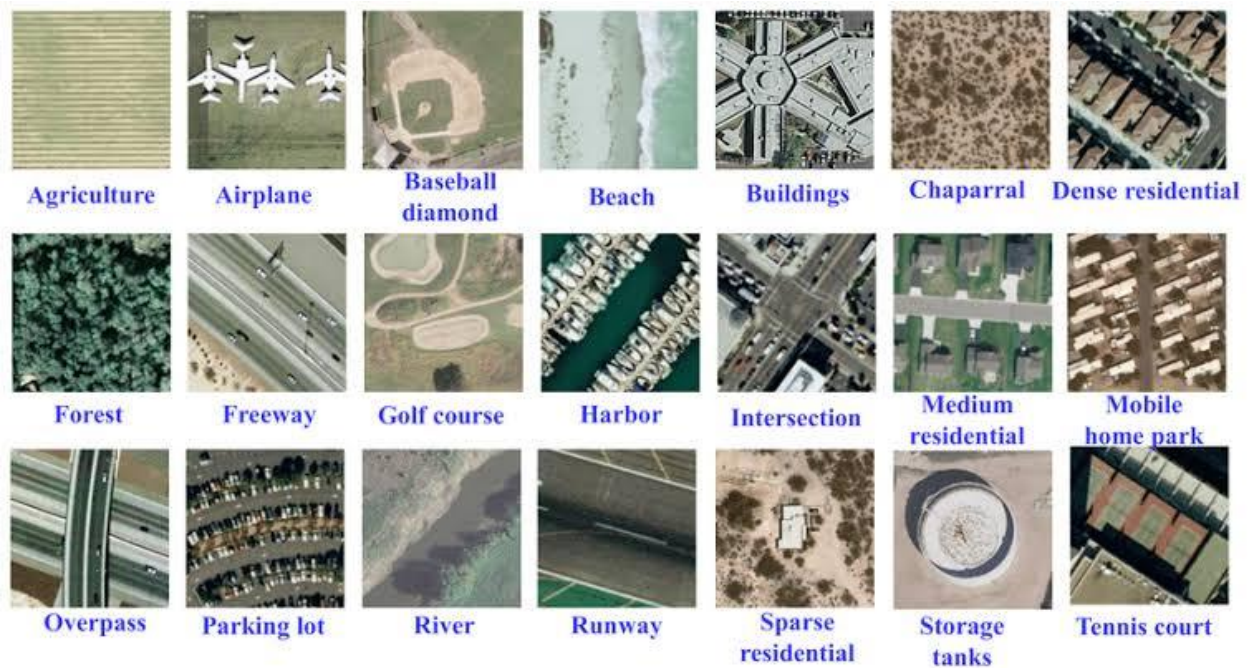 Agriculture
Airplane
Baseball
diamond
Beach
Buildings
Chaparral
Dense residential
Forest
Freeway
Golf course
Harbor
Intersection
Medium
residential
Mobile
home park
Overpass
Parking lot
River
Runway
Sparse
residential
Storage
tanks
Tennis court